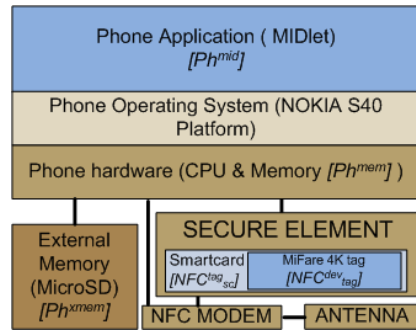 Phone Application ( MIDlet)
[Ph^mid]
Phone Operating System (NOKIA S40
Platform)
Phone hardware (CPU & Memory [Ph^mem] )
SECURE ELEMENT
External
Memory
(MicroSD)
[Ph^xmem]
Smartcard
[NFC^tag_sc]
MiFare 4K tag
[NFC^dev_tag]
NFC MODEM
ANTENNA